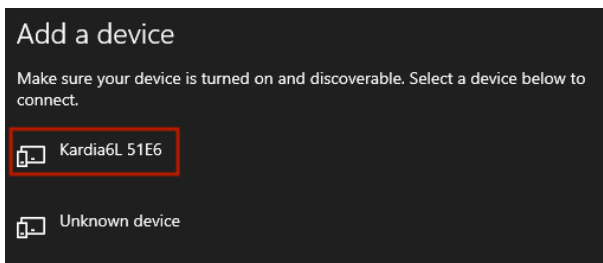 Add a device
Make sure your device is turned on and discoverable. Select a device below to
connect.
Kardia6L 51E6
Unknown device